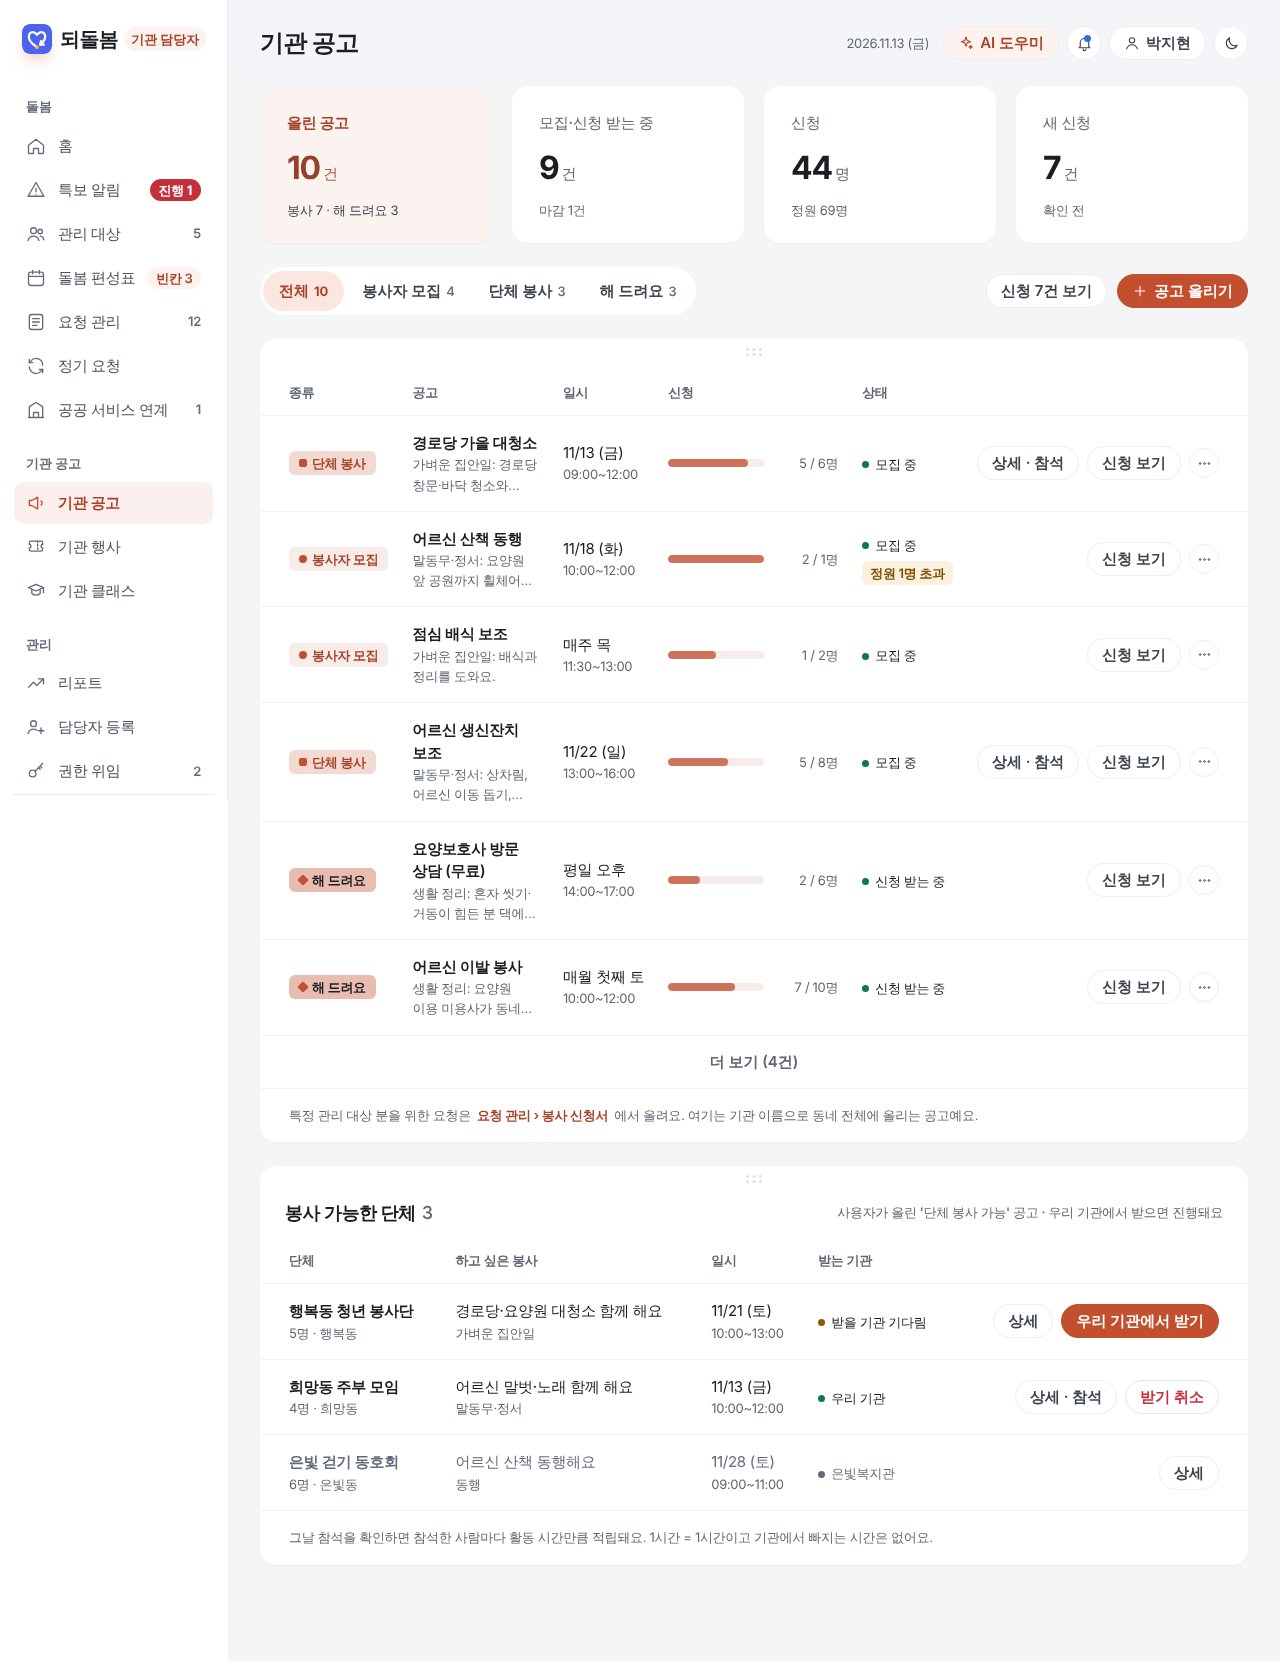 되돌봄 기관 담당자
돌봄
홈
특보 알림 진행 1
관리 대상 5
돌봄 편성표 빈칸 3
요청 관리 12
정기 요청
공공 서비스 연계 1
기관 공고
기관 공고
기관 행사
기관 클래스
관리
리포트
담당자 등록
권한 위임 2
기관 공고
2026.11.13 (금) AI 도우미 박지현
올린 공고
10건
봉사 7 · 해 드려요 3
모집·신청 받는 중
9건
마감 1건
신청
44명
정원 69명
새 신청
7건
확인 전
전체 10 봉사자 모집 4 단체 봉사 3 해 드려요 3
신청 7건 보기 + 공고 올리기
종류 공고 일시 신청 상태
단체 봉사
경로당 가을 대청소
가벼운 집안일: 경로당
창문·바닥 청소와...
11/13 (금)
09:00~12:00
5 / 6명
모집 중
상세 · 참석 신청 보기
봉사자 모집
어르신 산책 동행
말동무·정서: 요양원
앞 공원까지 휠체어...
11/18 (화)
10:00~12:00
2 / 1명
모집 중
정원 1명 초과
신청 보기
봉사자 모집
점심 배식 보조
가벼운 집안일: 배식과
정리를 도와요.
매주 목
11:30~13:00
1 / 2명
모집 중
신청 보기
단체 봉사
어르신 생신잔치
보조
말동무·정서: 상차림,
어르신 이동 돕기,...
11/22 (일)
13:00~16:00
5 / 8명
모집 중
상세 · 참석 신청 보기
해 드려요
요양보호사 방문
상담 (무료)
생활 정리: 혼자 씻기·
거동이 힘든 분 댁에...
평일 오후
14:00~17:00
2 / 6명
신청 받는 중
신청 보기
해 드려요
어르신 이발 봉사
생활 정리: 요양원
이용 미용사가 동네...
매월 첫째 토
10:00~12:00
7 / 10명
신청 받는 중
신청 보기
더 보기 (4건)
특정 관리 대상 분을 위한 요청은 요청 관리 › 봉사 신청서 에서 올려요. 여기는 기관 이름으로 동네 전체에 올리는 공고예요.
봉사 가능한 단체 3
사용자가 올린 '단체 봉사 가능' 공고 · 우리 기관에서 받으면 진행돼요
단체 하고 싶은 봉사 일시 받는 기관
행복동 청년 봉사단
5명 · 행복동
경로당·요양원 대청소 함께 해요
가벼운 집안일
11/21 (토)
10:00~13:00
받을 기관 기다림
상세 우리 기관에서 받기
희망동 주부 모임
4명 · 희망동
어르신 말벗·노래 함께 해요
말동무·정서
11/13 (금)
10:00~12:00
우리 기관
상세 · 참석 받기 취소
은빛 걷기 동호회
6명 · 은빛동
어르신 산책 동행해요
동행
11/28 (토)
09:00~11:00
은빛복지관
상세
그날 참석을 확인하면 참석한 사람마다 활동 시간만큼 적립돼요. 1시간 = 1시간이고 기관에서 빠지는 시간은 없어요.